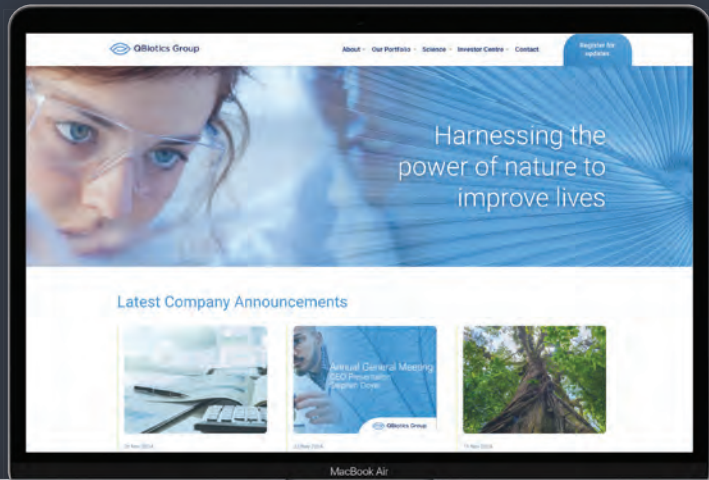 QBiotics Group
About
Our Portfolio
Science
Investor Centre
Contact
Register for
updates
Harnessing the
power of nature to
improve lives
Latest Company Announcements
Annual General Meeting
CEO Presentation
QBiotics Group
MacBook Air